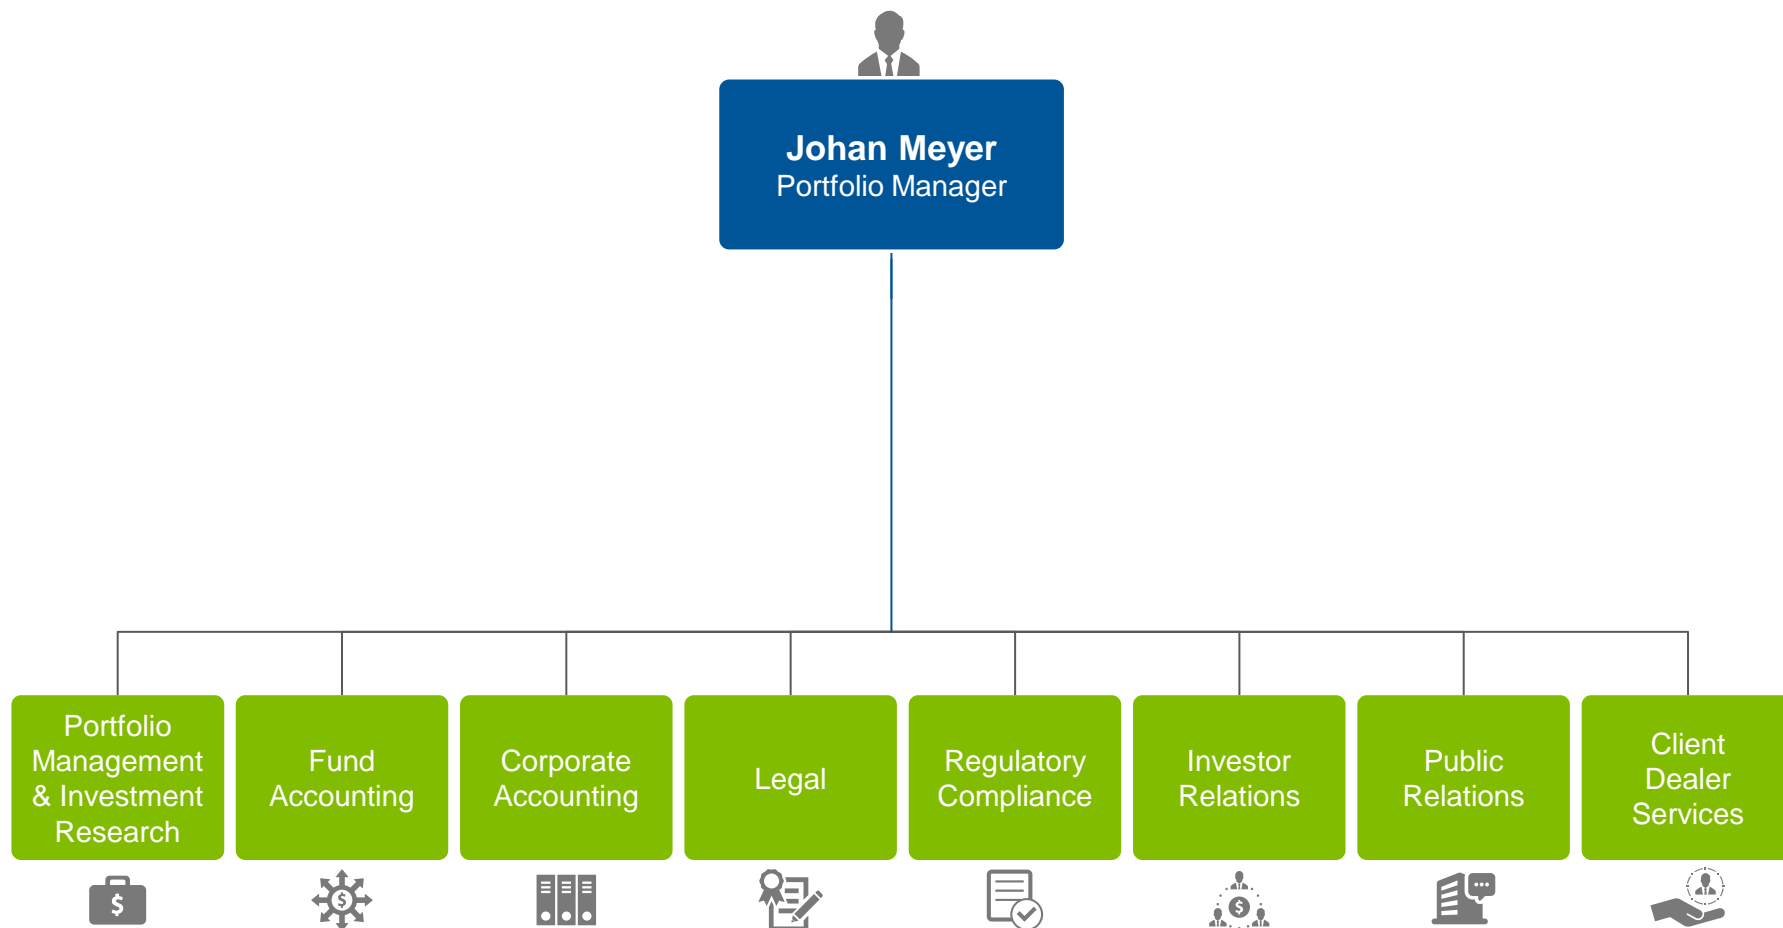 Johan Meyer
Portfolio Manager
Portfolio
Management
& Investment
Research
Fund
Accounting
Corporate
Accounting
Legal
Regulatory
Compliance
Investor
Relations
Public
Relations
Client
Dealer
Services
$
$
$